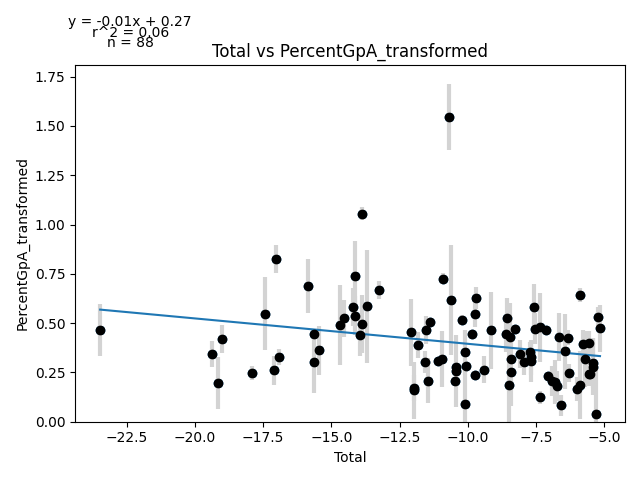 y = -0.01x + 0.27
r^2 = 0.06
n = 88
Total vs PercentGpA_transformed
1.75
1.50
1.25
1.00
0.75
0.50
0.25
0.00
PercentGpA_transformed
−22.5 −20.0 −17.5 −15.0 −12.5 −10.0 −7.5 −5.0
Total